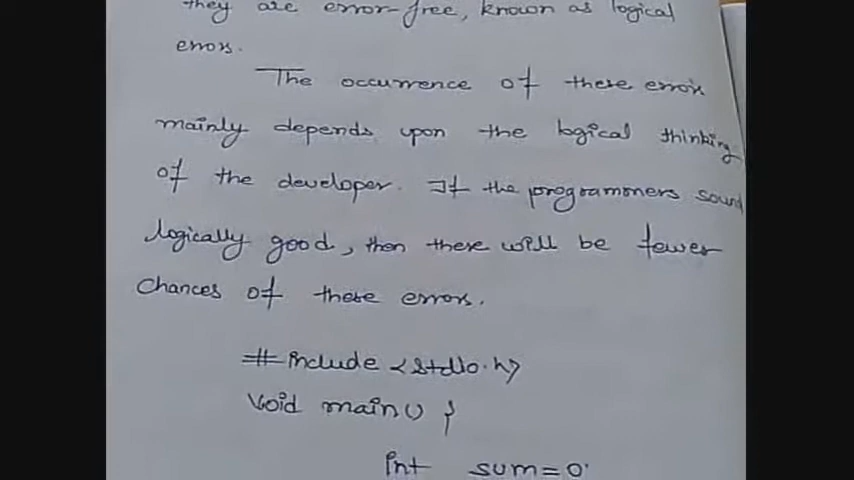 they are error-free, known as logical
errors.
The occurrence of these errors
mainly depends upon the logical thinking
of the developer. If the programmers sound
logically good, then there will be fewer
chances of these errors.
# include <stdio.h>
Void main() {
int sum=0